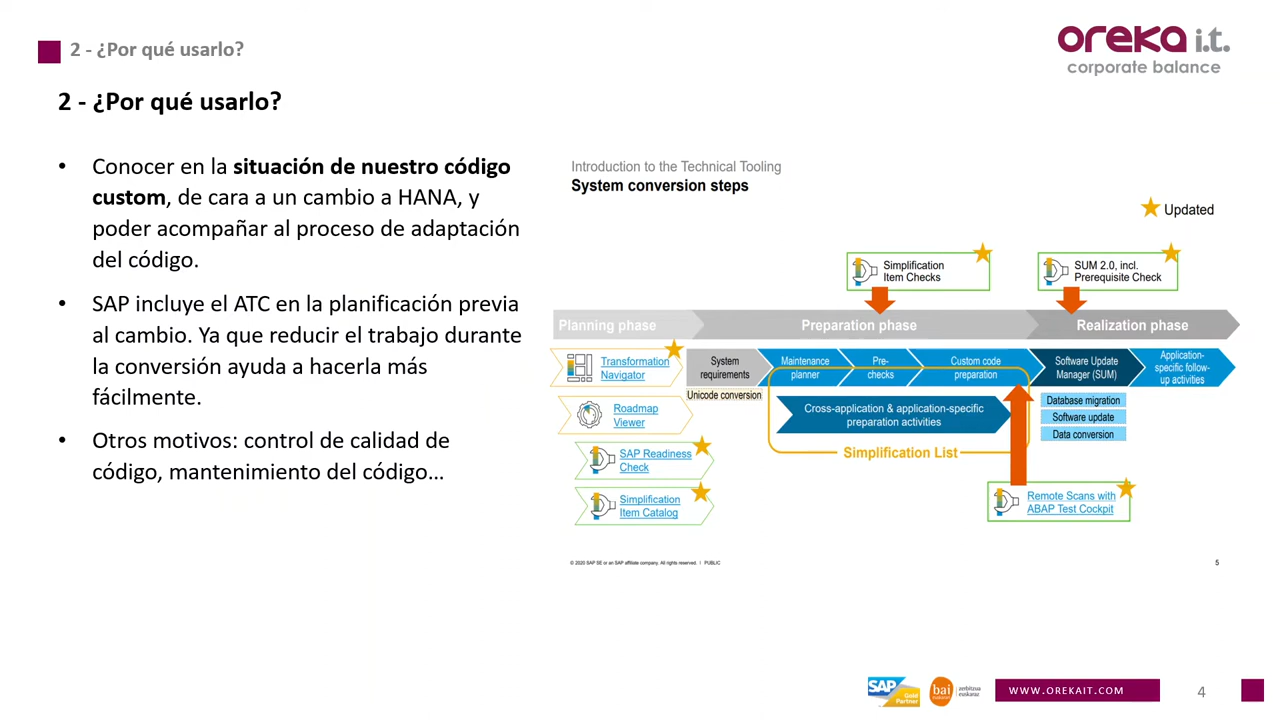 2 - ¿Por qué usarlo?
oreka i.t.
corporate balance
2 - ¿Por qué usarlo?
• Conocer en la situación de nuestro código
custom, de cara a un cambio a HANA, y
poder acompañar al proceso de adaptación
del código.
• SAP incluye el ATC en la planificación previa
al cambio. Ya que reducir el trabajo durante
la conversión ayuda a hacerla más
fácilmente.
• Otros motivos: control de calidad de
código, mantenimiento del código…
Introduction to the Technical Tooling
System conversion steps
Updated
Simplification
Item Checks
SUM 2.0, incl.
Prerequisite Check
Planning phase
Preparation phase
Realization phase
Transformation
Navigator
System
requirements
Maintenance
planner
Pre-
checks
Custom code
preparation
Software Update
Manager (SUM)
Application-
specific follow-
up activities
Unicode conversion
Roadmap
Viewer
Cross-application & application-specific
preparation activities
Database migration
Software update
Data conversion
SAP Readiness
Check
Simplification List
Simplification
Item Catalog
Remote Scans with
ABAP Test Cockpit
© 2020 SAP SE or an SAP affiliate company. All rights reserved. ǀ PUBLIC
5
SAP
Gold
Partner
bai
euskarari
zerbitzua
euskaraz
WWW.OREKAIT.COM
4